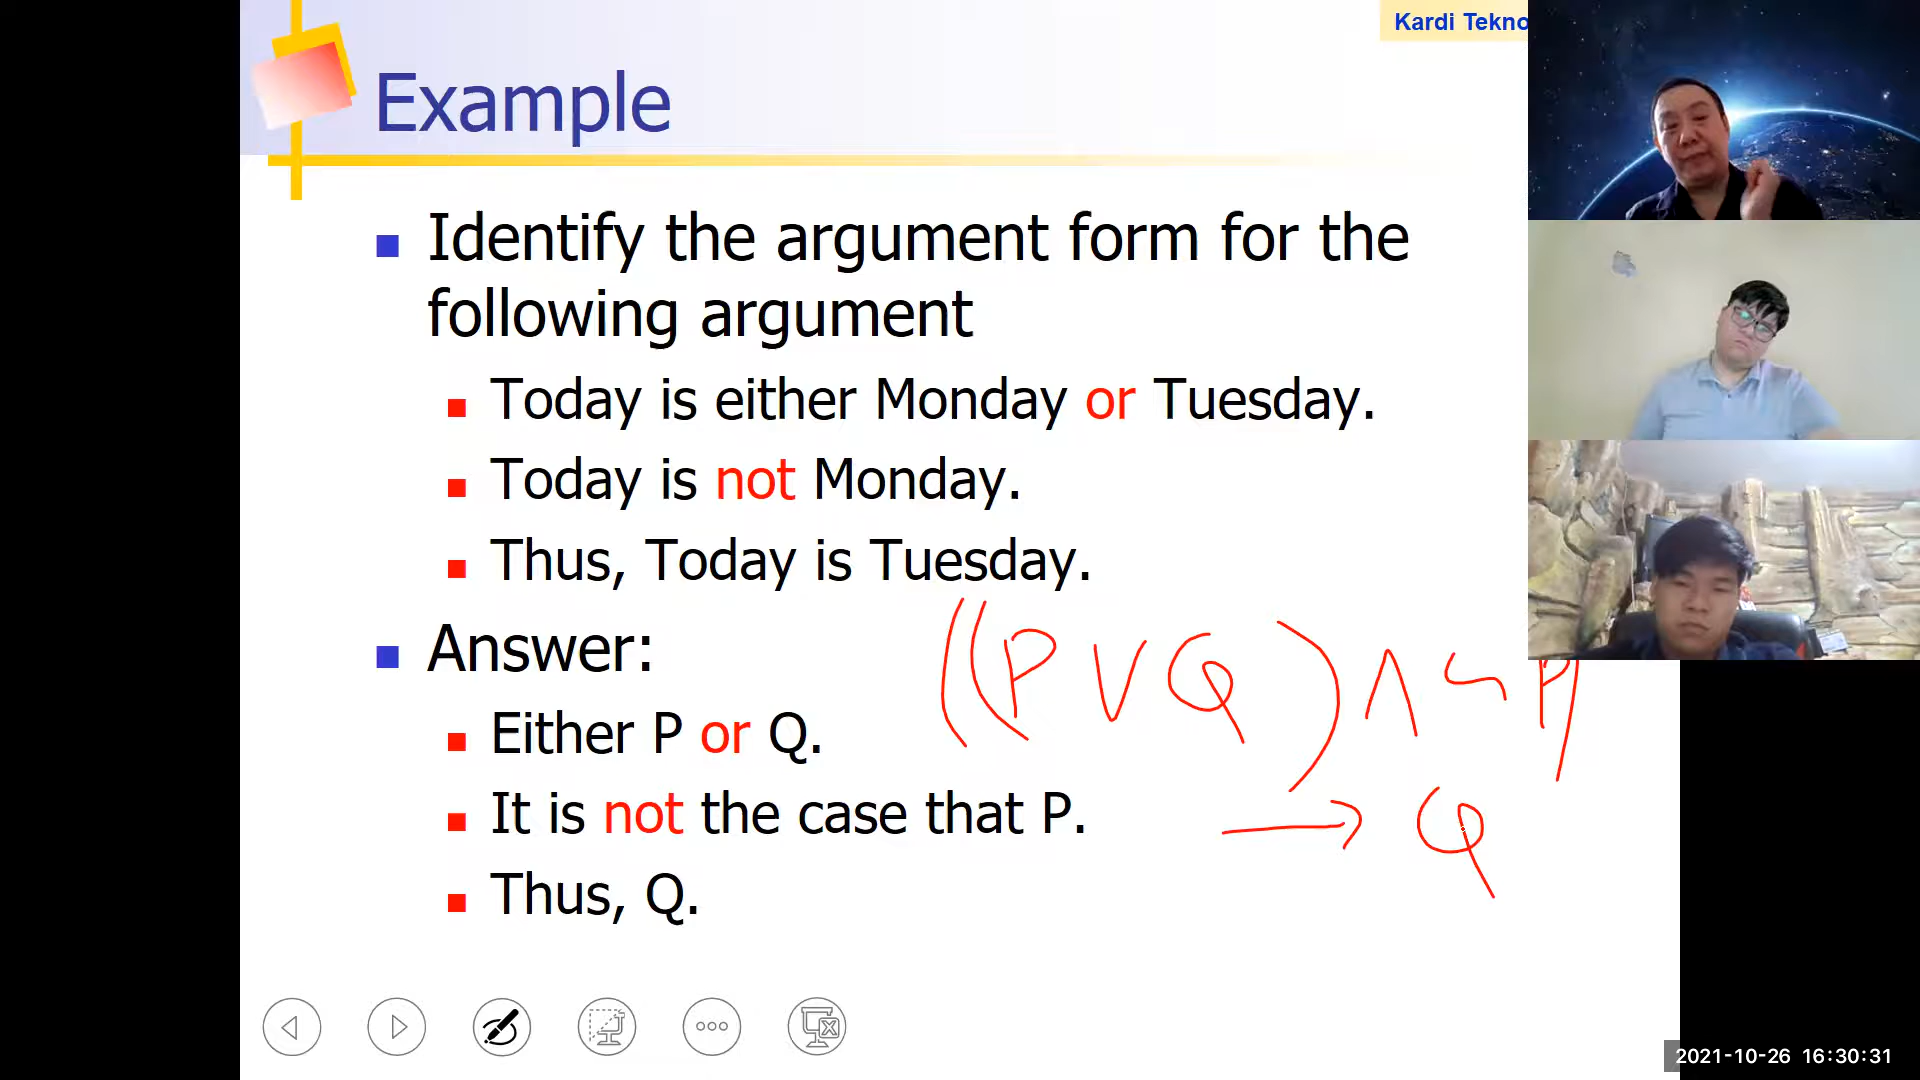 Kardi Tekno
Example
Identify the argument form for the
following argument
Today is either Monday or Tuesday.
Today is not Monday.
Thus, Today is Tuesday.
Answer:
((P ∨ Q) ∧ ¬ P)
Either P or Q.
It is not the case that P.
→ Q
Thus, Q.
2021-10-26 16:30:31